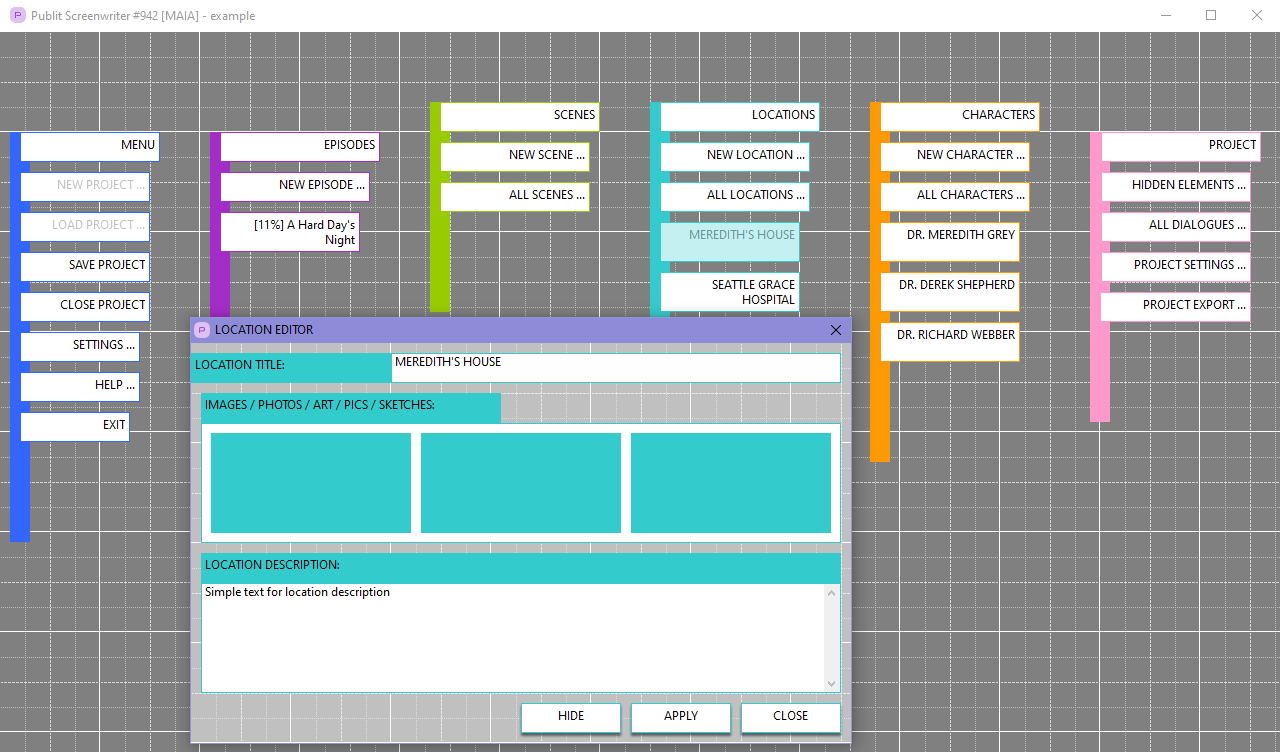 P Publit Screenwriter #942 [MAIA] - example
MENU
NEW PROJECT ...
LOAD PROJECT ...
SAVE PROJECT
CLOSE PROJECT
SETTINGS ...
HELP ...
EXIT
EPISODES
NEW EPISODE ...
[11%] A Hard Day's
Night
SCENES
NEW SCENE ...
ALL SCENES ...
LOCATIONS
NEW LOCATION ...
ALL LOCATIONS ...
MEREDITH'S HOUSE
SEATTLE GRACE
HOSPITAL
CHARACTERS
NEW CHARACTER ...
ALL CHARACTERS ...
DR. MEREDITH GREY
DR. DEREK SHEPHERD
DR. RICHARD WEBBER
PROJECT
HIDDEN ELEMENTS ...
ALL DIALOGUES ...
PROJECT SETTINGS ...
PROJECT EXPORT ...
P LOCATION EDITOR
LOCATION TITLE:
MEREDITH'S HOUSE
IMAGES / PHOTOS / ART / PICS / SKETCHES:
LOCATION DESCRIPTION:
Simple text for location description
HIDE
APPLY
CLOSE